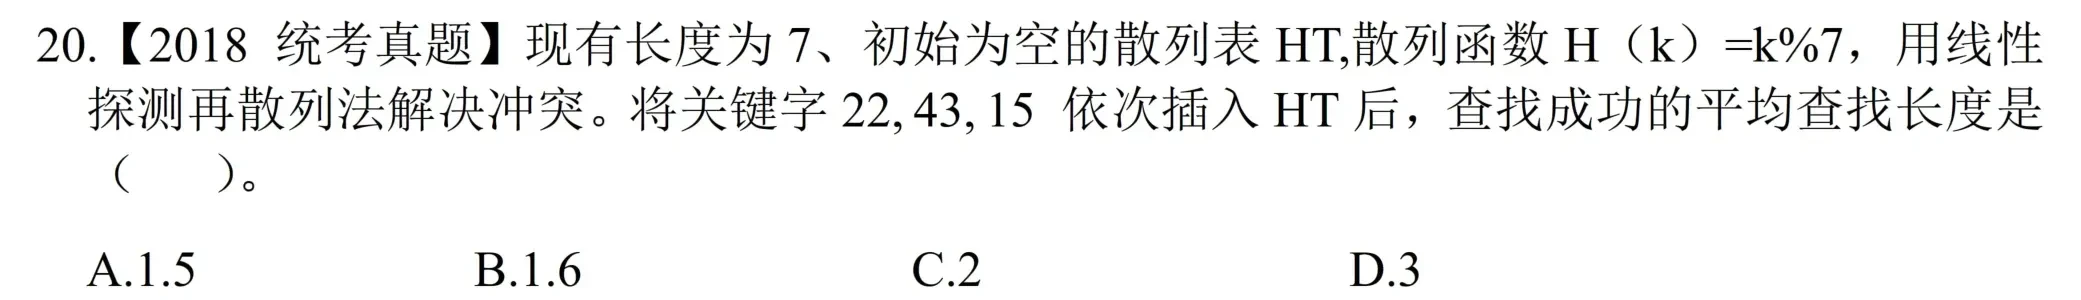 20.【2018 统考真题】现有长度为 7、初始为空的散列表 HT,散列函数 H（k）=k%7，用线性
探测再散列法解决冲突。将关键字 22, 43, 15 依次插入 HT 后，查找成功的平均查找长度是
（ ）。
A.1.5 B.1.6 C.2 D.3